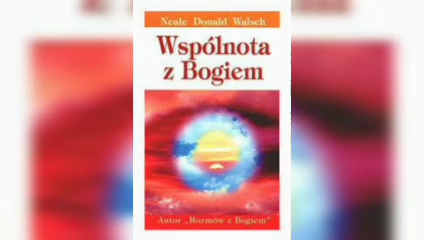 Neale Donald Walsch
Wspólnota
z Bogiem
Autor „Rozmów z Bogiem”